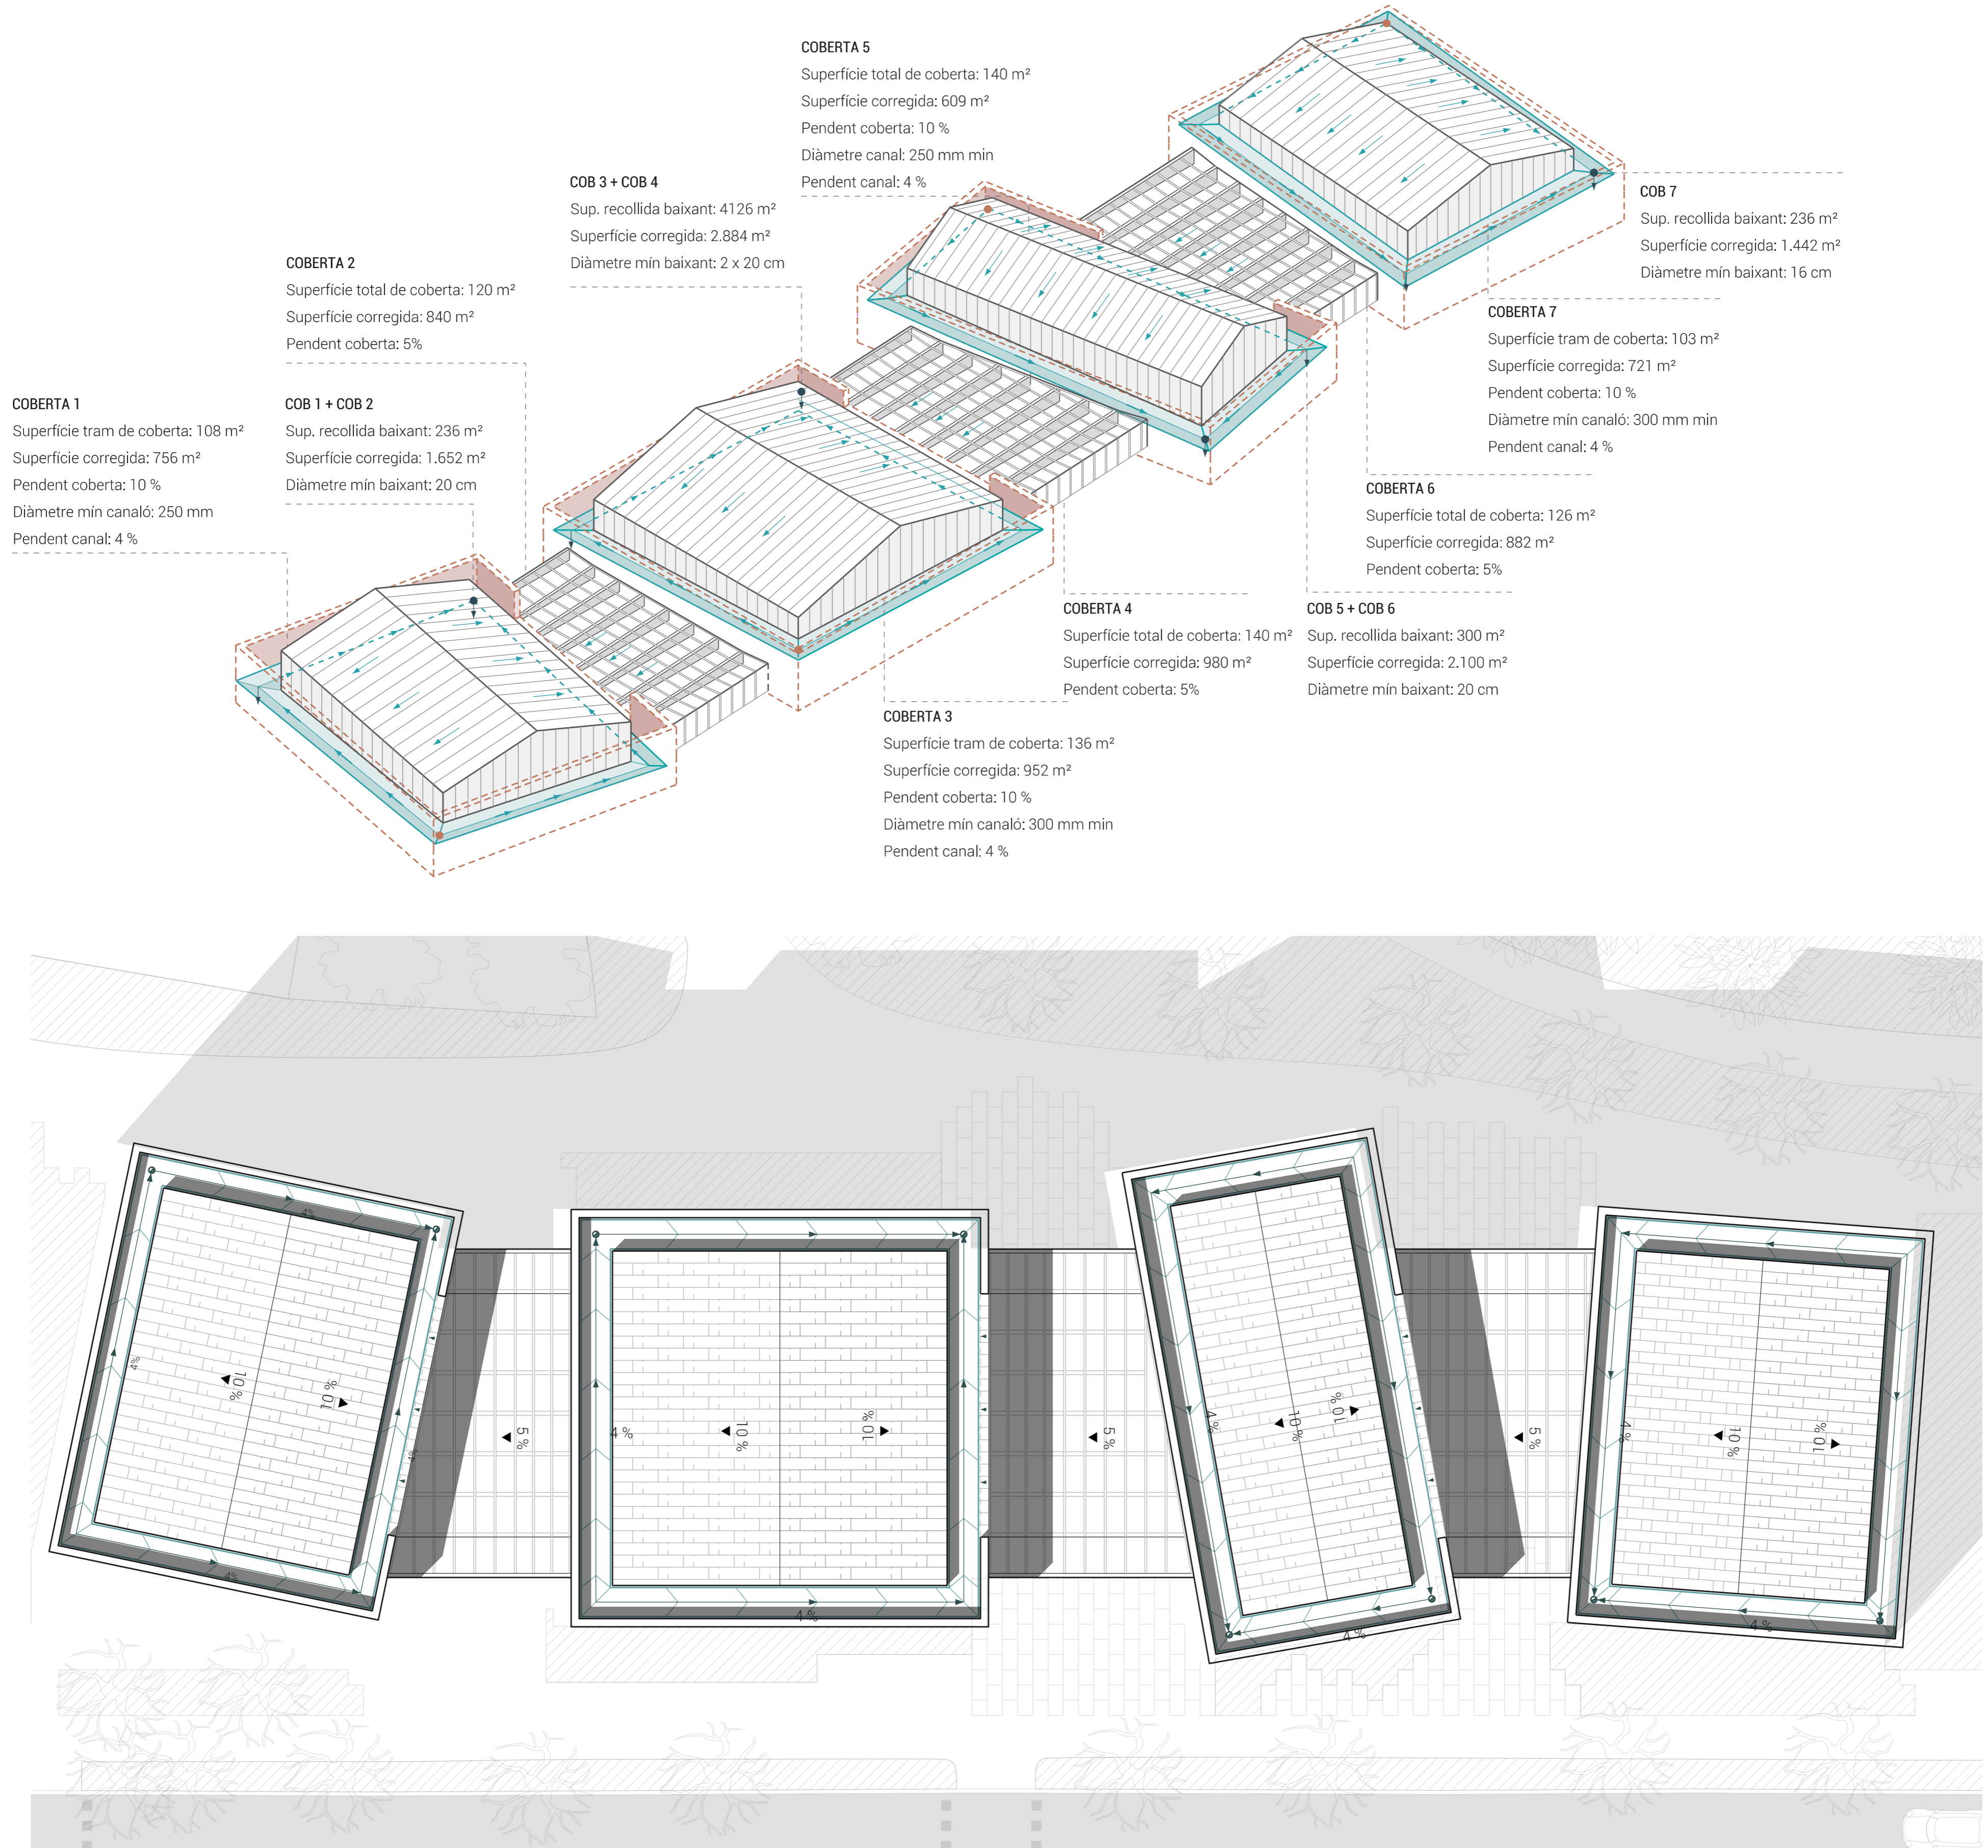 COBERTA 5
Superfície total de coberta: 140 m²
Superfície corregida: 609 m²
Pendent coberta: 10 %
Diàmetre canal: 250 mm min
Pendent canal: 4 %
COB 3 + COB 4
Sup. recollida baixant: 4126 m²
Superfície corregida: 2.884 m²
Diàmetre mín baixant: 2 x 20 cm
COB 7
Sup. recollida baixant: 236 m²
Superfície corregida: 1.442 m²
Diàmetre mín baixant: 16 cm
COBERTA 2
Superfície total de coberta: 120 m²
Superfície corregida: 840 m²
Pendent coberta: 5%
COBERTA 7
Superfície tram de coberta: 103 m²
Superfície corregida: 721 m²
Pendent coberta: 10 %
Diàmetre mín canaló: 300 mm min
Pendent canal: 4 %
COBERTA 1
Superfície tram de coberta: 108 m²
Superfície corregida: 756 m²
Pendent coberta: 10 %
Diàmetre mín canaló: 250 mm
Pendent canal: 4 %
COB 1 + COB 2
Sup. recollida baixant: 236 m²
Superfície corregida: 1.652 m²
Diàmetre mín baixant: 20 cm
COBERTA 6
Superfície total de coberta: 126 m²
Superfície corregida: 882 m²
Pendent coberta: 5%
COBERTA 4
Superfície total de coberta: 140 m²
Superfície corregida: 980 m²
Pendent coberta: 5%
COB 5 + COB 6
Sup. recollida baixant: 300 m²
Superfície corregida: 2.100 m²
Diàmetre mín baixant: 20 cm
COBERTA 3
Superfície tram de coberta: 136 m²
Superfície corregida: 952 m²
Pendent coberta: 10 %
Diàmetre mín canaló: 300 mm min
Pendent canal: 4 %
4%
4%
10 %
10 %
4%
4%
5 %
4 %
10 %
10 %
4 %
5 %
4 %
10 %
10 %
4 %
5 %
4 %
10 %
10 %
4 %